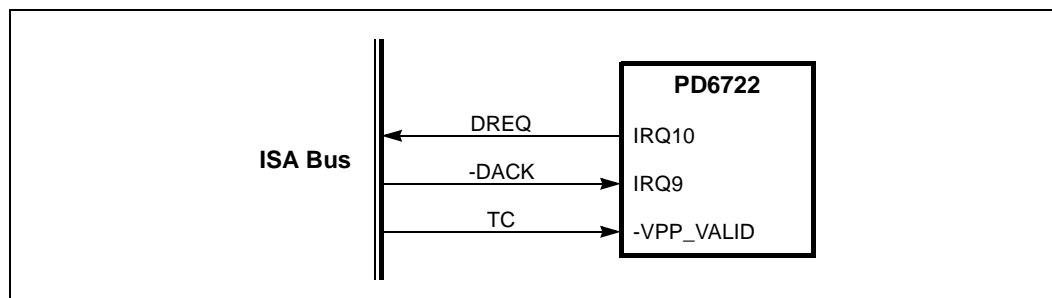 PD6722
DREQ
IRQ10
ISA Bus
-DACK
IRQ9
TC
-VPP_VALID